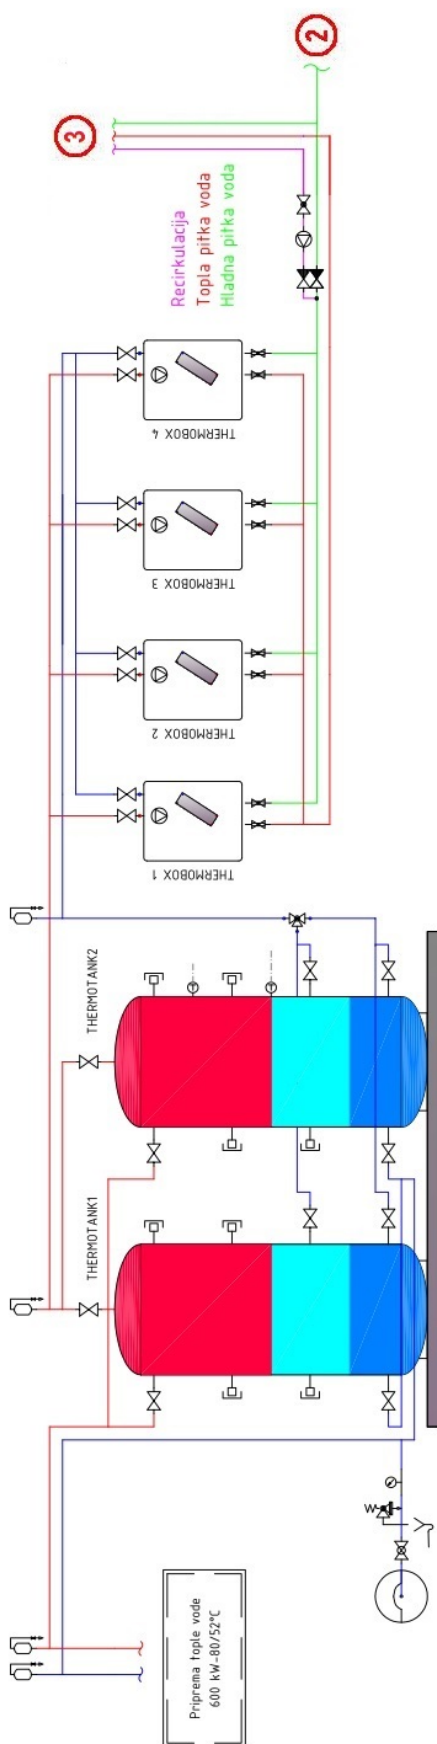 2
3
Recirkulacija
Topla pitka voda
Hladna pitka voda
THERMOBOX 4
THERMOBOX 3
THERMOBOX 2
THERMOBOX 1
THERMOTANK2
THERMOTANK1
Priprema tople vode
600 kW-80/52°C